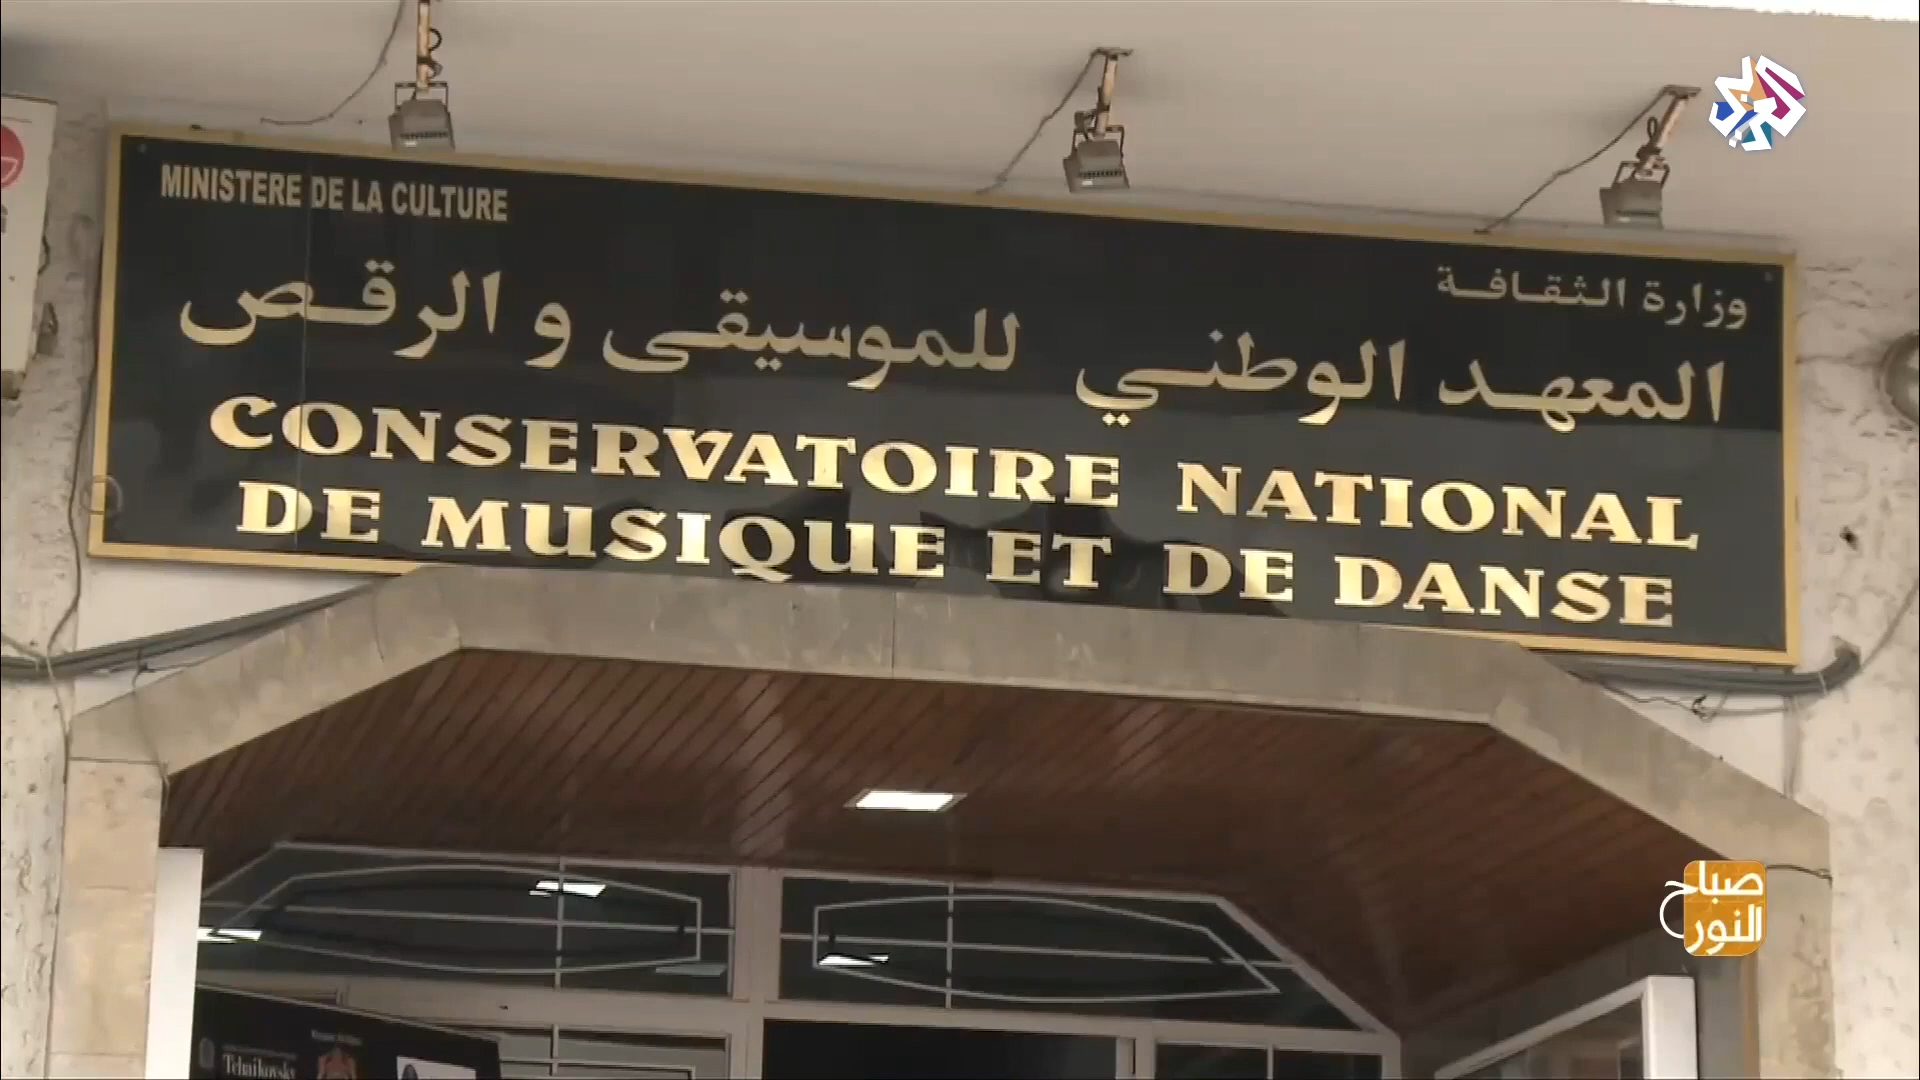 MINISTERE DE LA CULTURE
وزارة الثقافة
المعهد الوطني للموسيقى و الرقص
CONSERVATOIRE NATIONAL
DE MUSIQUE ET DE DANSE
صباح
النور
Tchaikovsky